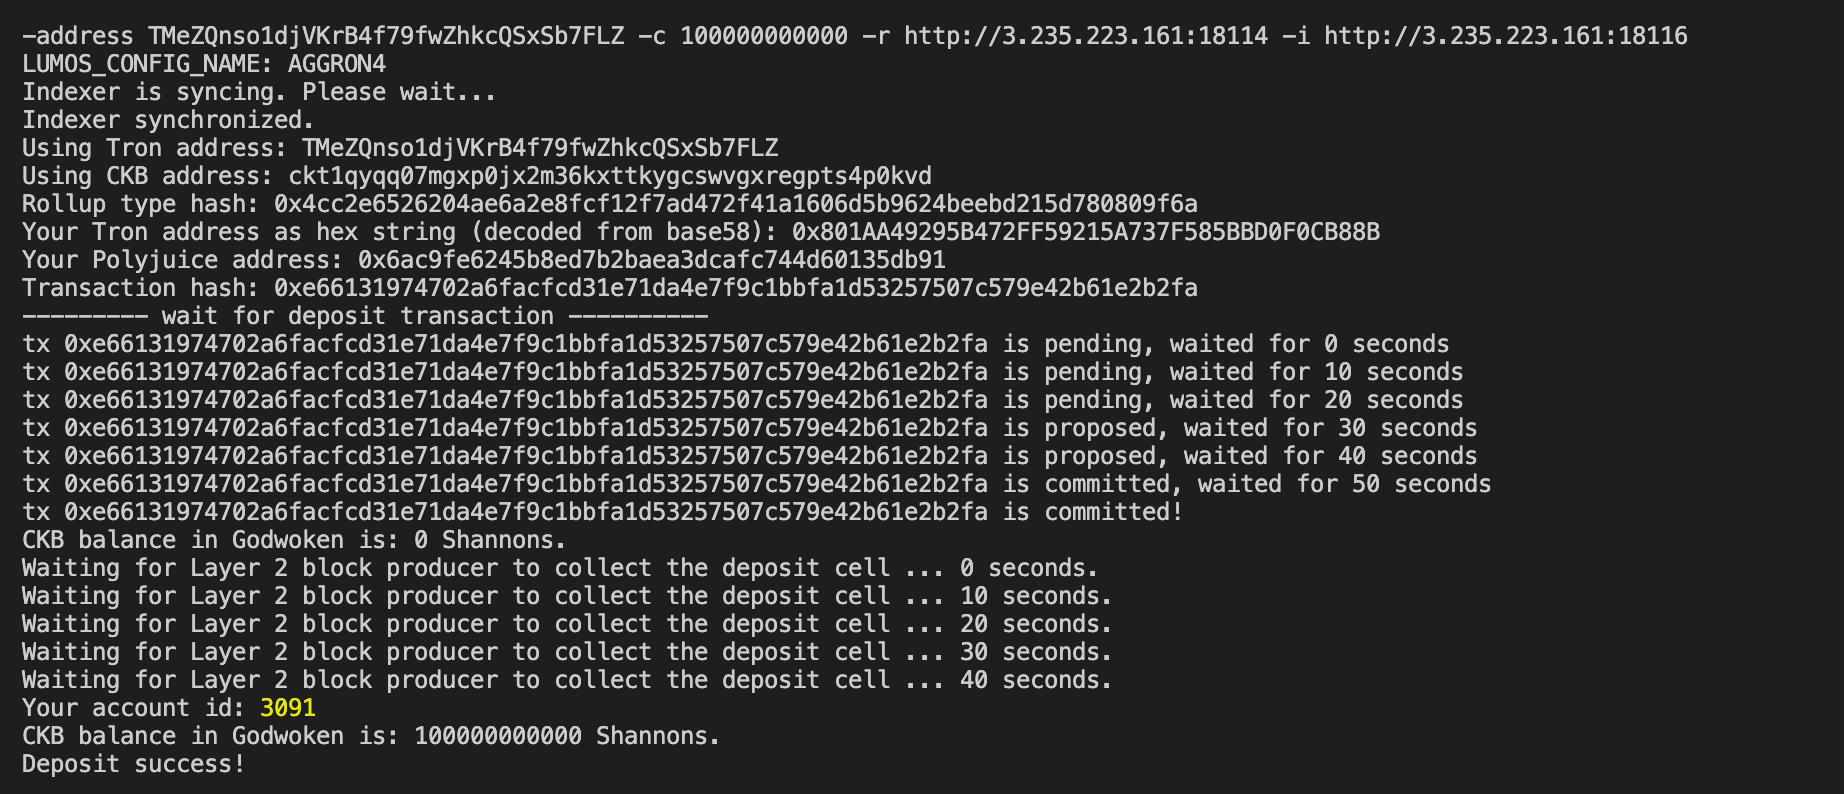 -address TMeZQnso1djVKrB4f79fwZhkcQSxSb7FLZ -c 100000000000 -r http://3.235.223.161:18114 -i http://3.235.223.161:18116
LUMOS_CONFIG_NAME: AGGRON4
Indexer is syncing. Please wait...
Indexer synchronized.
Using Tron address: TMeZQnso1djVKrB4f79fwZhkcQSxSb7FLZ
Using CKB address: ckt1qyqq07mgxp0jx2m36kxttkygcswvgxregpts4p0kvd
Rollup type hash: 0x4cc2e6526204ae6a2e8fcf12f7ad472f41a1606d5b9624beebd215d780809f6a
Your Tron address as hex string (decoded from base58): 0x801AA49295B472FF59215A737F585BBD0F0CB88B
Your Polyjuice address: 0x6ac9fe6245b8ed7b2baea3dcafc744d60135db91
Transaction hash: 0xe66131974702a6facfcd31e71da4e7f9c1bbfa1d53257507c579e42b61e2b2fa
--------- wait for deposit transaction ----------
tx 0xe66131974702a6facfcd31e71da4e7f9c1bbfa1d53257507c579e42b61e2b2fa is pending, waited for 0 seconds
tx 0xe66131974702a6facfcd31e71da4e7f9c1bbfa1d53257507c579e42b61e2b2fa is pending, waited for 10 seconds
tx 0xe66131974702a6facfcd31e71da4e7f9c1bbfa1d53257507c579e42b61e2b2fa is pending, waited for 20 seconds
tx 0xe66131974702a6facfcd31e71da4e7f9c1bbfa1d53257507c579e42b61e2b2fa is proposed, waited for 30 seconds
tx 0xe66131974702a6facfcd31e71da4e7f9c1bbfa1d53257507c579e42b61e2b2fa is proposed, waited for 40 seconds
tx 0xe66131974702a6facfcd31e71da4e7f9c1bbfa1d53257507c579e42b61e2b2fa is committed, waited for 50 seconds
tx 0xe66131974702a6facfcd31e71da4e7f9c1bbfa1d53257507c579e42b61e2b2fa is committed!
CKB balance in Godwoken is: 0 Shannons.
Waiting for Layer 2 block producer to collect the deposit cell ... 0 seconds.
Waiting for Layer 2 block producer to collect the deposit cell ... 10 seconds.
Waiting for Layer 2 block producer to collect the deposit cell ... 20 seconds.
Waiting for Layer 2 block producer to collect the deposit cell ... 30 seconds.
Waiting for Layer 2 block producer to collect the deposit cell ... 40 seconds.
Your account id: 3091
CKB balance in Godwoken is: 100000000000 Shannons.
Deposit success!